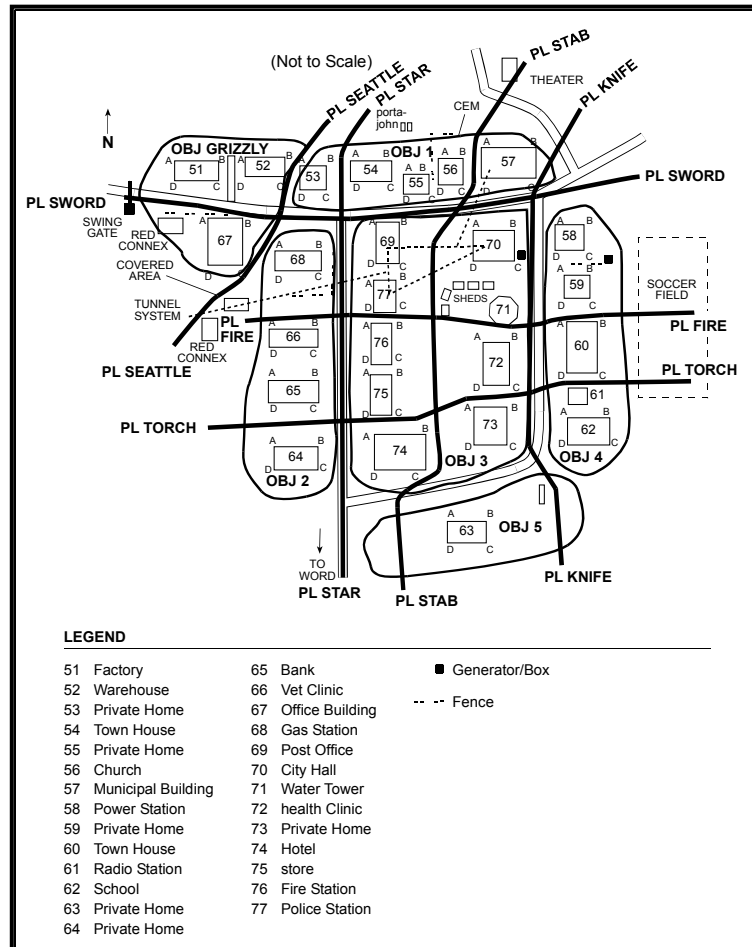 (Not to Scale)
PL STAB
THEATER
PL SEATTLE
PL STAR
PL KNIFE
porta-
john
CEM
N
OBJ GRIZZLY
OBJ 1
A B
51
D C
A B
52
D C
A B
53
D C
A B
54
D C
A B
55
D C
A B
56
D C
A B
57
D C
PL SWORD
PL SWORD
SWING
GATE
RED
CONNEX
A B
67
D C
COVERED
AREA
TUNNEL
SYSTEM
RED
CONNEX
A B
68
D C
A B
69
D C
A B
70
D C
A B
58
D C
A B
59
D C
SOCCER
FIELD
A B
77
D C
SHEDS
71
PL
FIRE
PL FIRE
PL SEATTLE
A B
66
D C
A B
76
D C
A B
72
D C
A B
60
D C
PL TORCH
A B
65
D C
A B
75
D C
61
PL TORCH
A B
64
D C
OBJ 2
A B
74
D C
A B
73
D C
OBJ 3
A B
62
D C
OBJ 4
A B
63
D C
OBJ 5
TO
WORD
PL STAR
PL STAB
PL KNIFE
LEGEND
51 Factory
52 Warehouse
53 Private Home
54 Town House
55 Private Home
56 Church
57 Municipal Building
58 Power Station
59 Private Home
60 Town House
61 Radio Station
62 School
63 Private Home
64 Private Home
65 Bank
66 Vet Clinic
67 Office Building
68 Gas Station
69 Post Office
70 City Hall
71 Water Tower
72 health Clinic
73 Private Home
74 Hotel
75 store
76 Fire Station
77 Police Station
Generator/Box
Fence